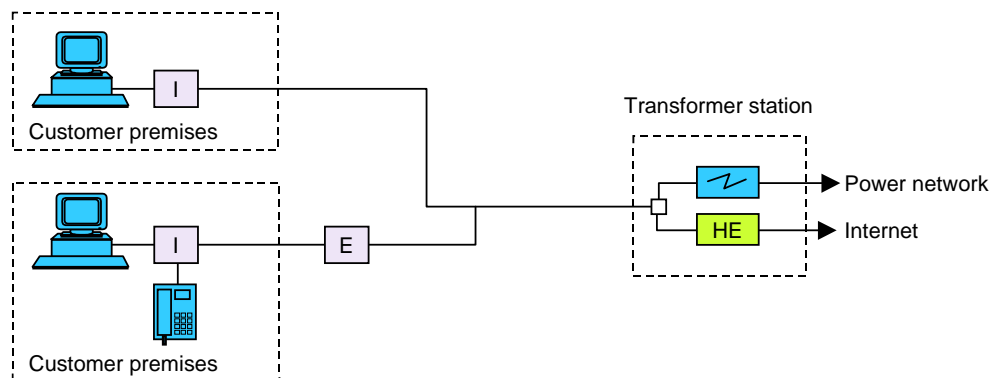 I
Customer premises
Transformer station
Power network
I
E
HE
Internet
Customer premises